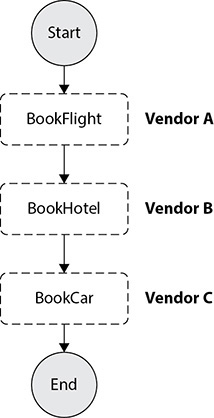 Start
BookFlight Vendor A
BookHotel Vendor B
BookCar Vendor C
End